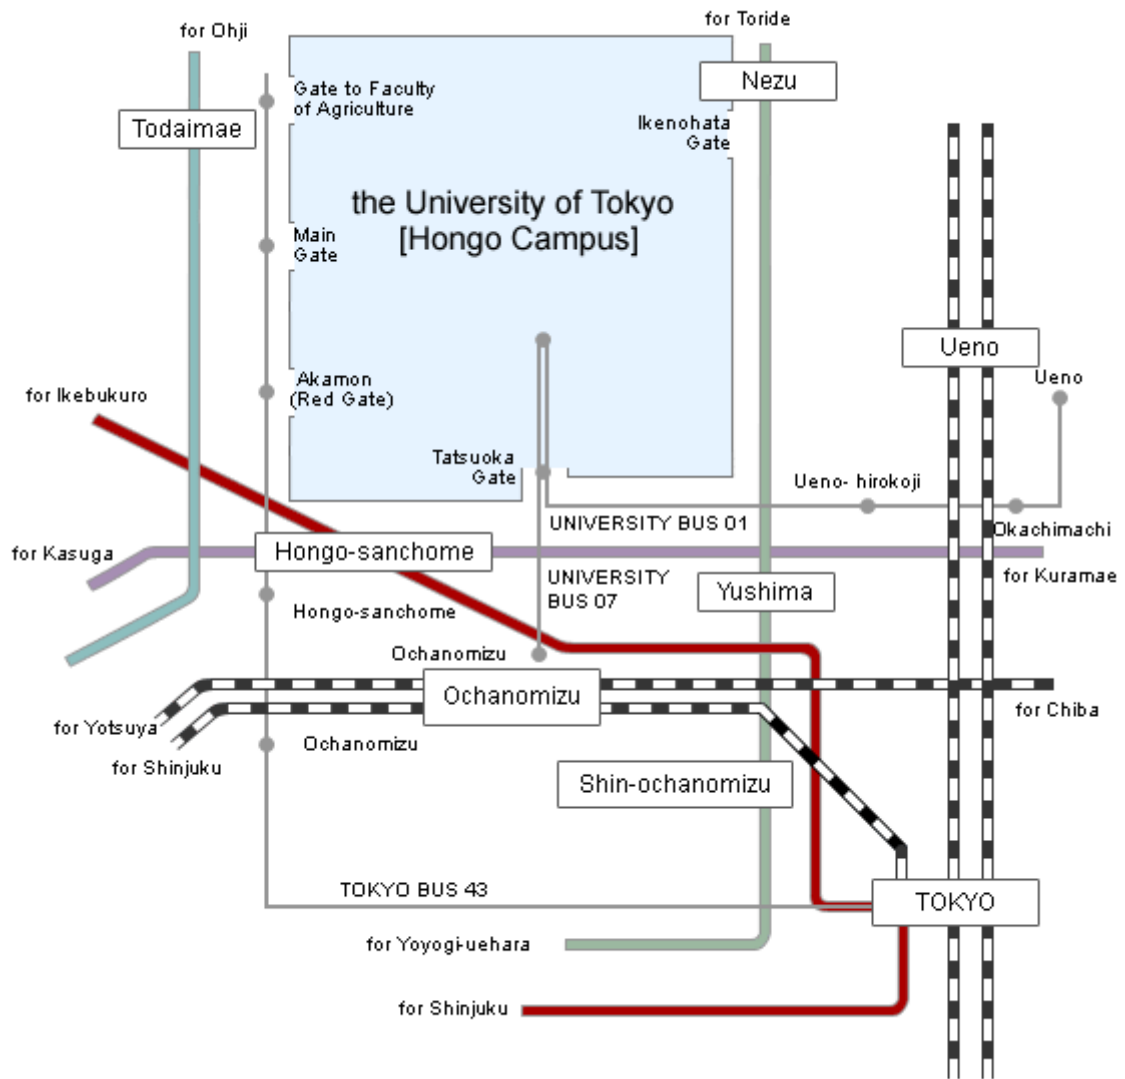 for Toride
for Ohji
Nezu
Gate to Faculty
of Agriculture
Todaimae
Ikenohata
Gate
the University of Tokyo
[Hongo Campus]
Main
Gate
Ueno
Ueno
Akamon
(Red Gate)
for Ikebukuro
Tatsuoka
Gate
Ueno- hirokoji
UNIVERSITY BUS 01
Okachimachi
Hongo-sanchome
for Kasuga
for Kuramae
UNIVERSITY
BUS 07
Yushima
Hongo-sanchome
Ochanomizu
Ochanomizu
for Chiba
for Yotsuya
Ochanomizu
for Shinjuku
Shin-ochanomizu
TOKYO BUS 43
TOKYO
for Yoyogi-uehara
for Shinjuku